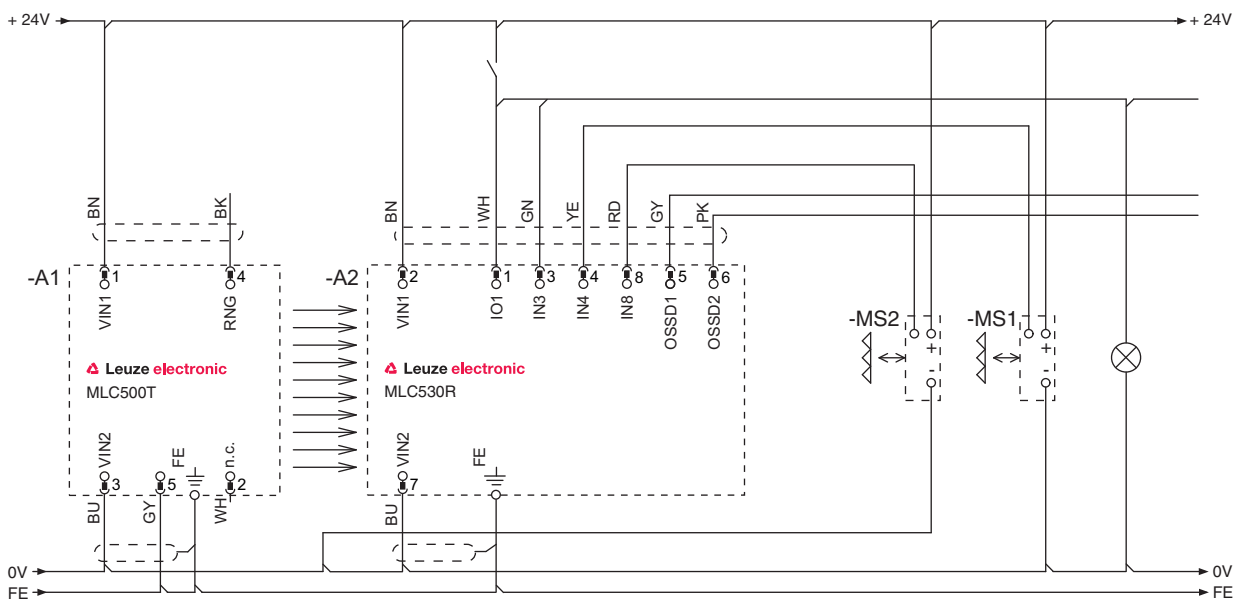 + 24V
+ 24V
BN
BK
BN
WH
GN
YE
RD
GY
PK
-A1
1
4
-A2
2
1
3
4
8
5
6
VIN1
RNG
VIN1
IO1
IN3
IN4
IN8
OSSD1
OSSD2
-MS2
-MS1
+
+
-
-
Leuze electronic
MLC500T
Leuze electronic
MLC530R
VIN2
FE
n.c.
VIN2
FE
3
5
2
7
BU
GY
WH
BU
0V
0V
FE
FE